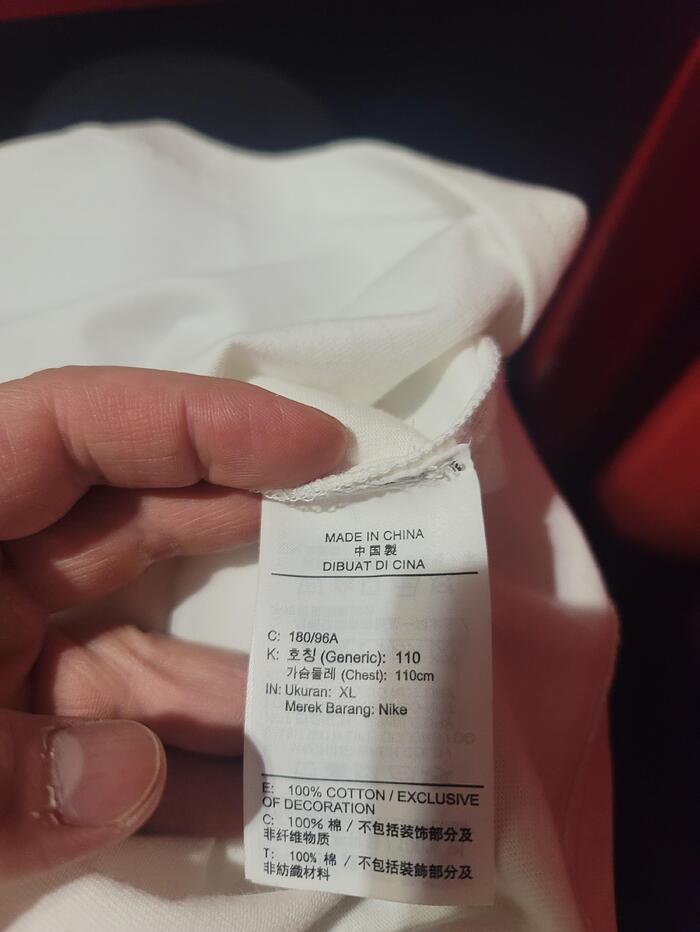 MADE IN CHINA
中国製
DIBUAT DI CINA
C: 180/96A
K: 호칭 (Generic): 110
가슴둘레 (Chest): 110cm
IN: Ukuran: XL
Merek Barang: Nike
E: 100% COTTON / EXCLUSIVE
OF DECORATION
C: 100% 棉 / 不包括装饰部分及
非纤维物质
T: 100% 棉 / 不包括裝飾部分及
非紡織材料